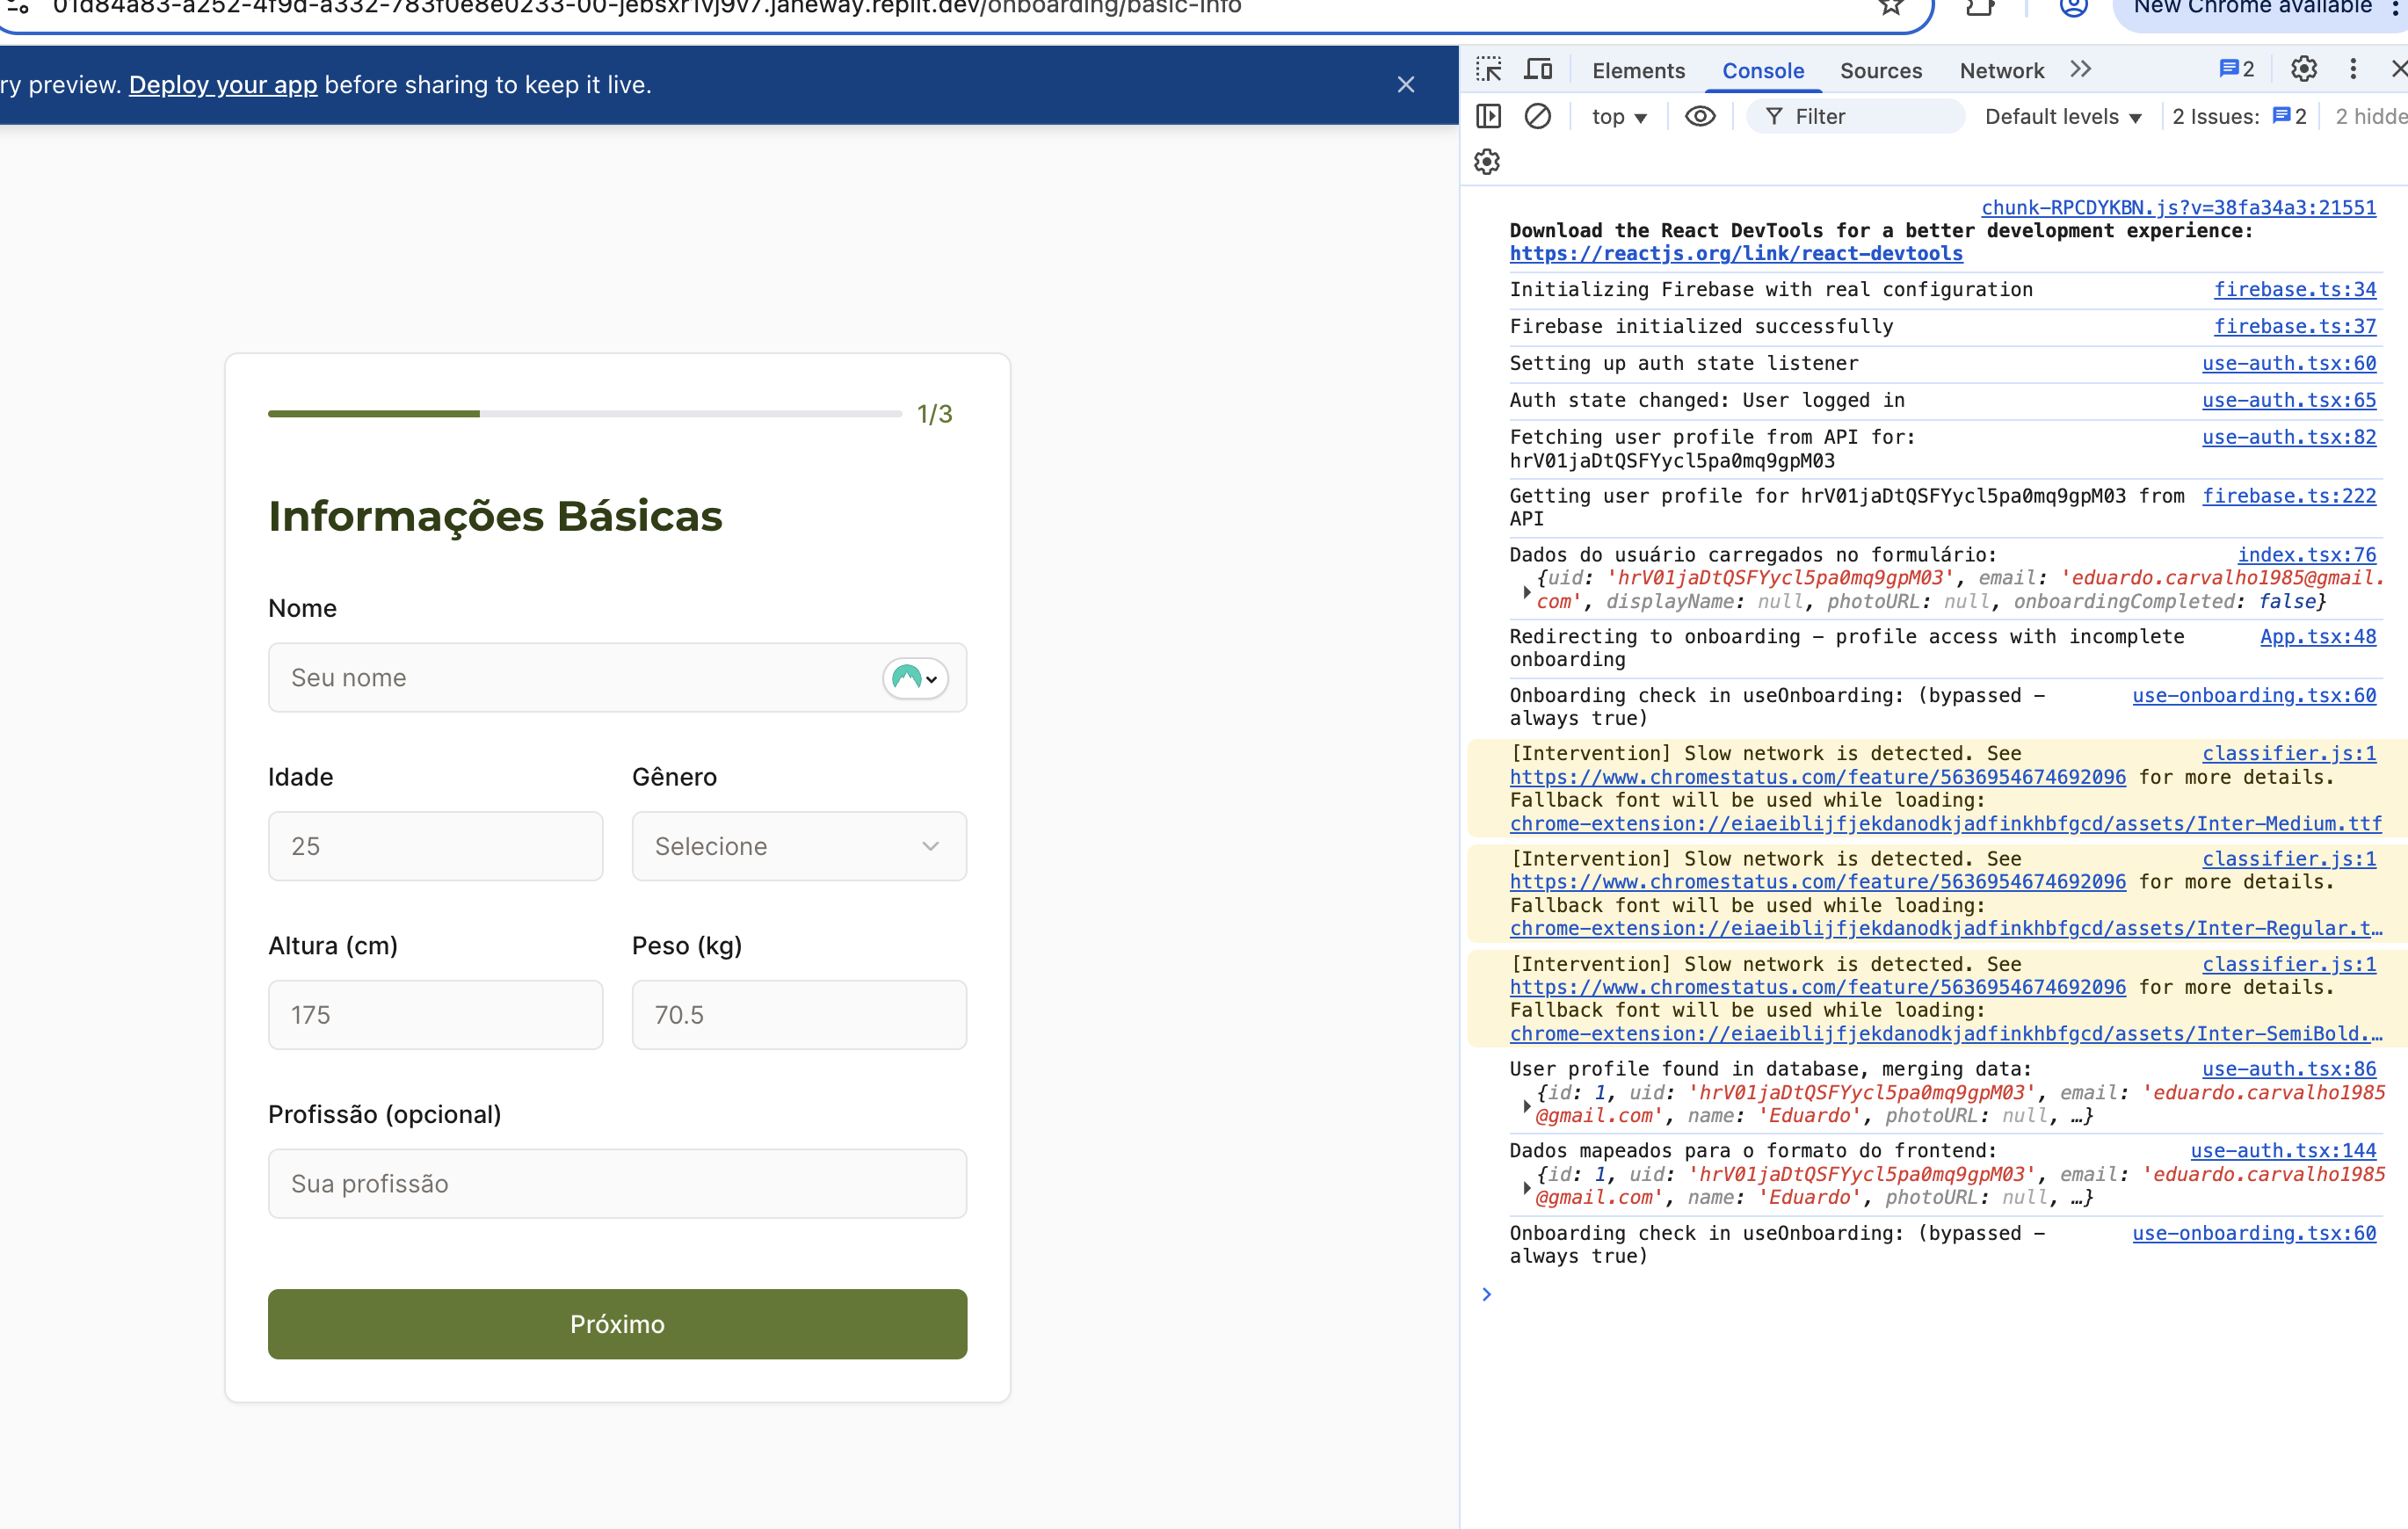 01d84a83-a252-4f9d-a332-783f0e8e0233-00-jebsxr1vj9v7.janeway.replit.dev/onboarding/basic-info
New Chrome available
ry preview. Deploy your app before sharing to keep it live.
1/3
Informações Básicas
Nome
Seu nome
Idade
Gênero
25
Selecione
Altura (cm)
Peso (kg)
175
70.5
Profissão (opcional)
Sua profissão
Próximo
Elements
Console
Sources
Network
2
top
Filter
Default levels
2 Issues:
2
2 hidde
chunk-RPCDYKBN.js?v=38fa34a3:21551
Download the React DevTools for a better development experience:
https://reactjs.org/link/react-devtools
Initializing Firebase with real configuration firebase.ts:34
Firebase initialized successfully firebase.ts:37
Setting up auth state listener use-auth.tsx:60
Auth state changed: User logged in use-auth.tsx:65
Fetching user profile from API for: use-auth.tsx:82
hrV01jaDtQSFYycl5pa0mq9gpM03
Getting user profile for hrV01jaDtQSFYycl5pa0mq9gpM03 from firebase.ts:222
API
Dados do usuário carregados no formulário: index.tsx:76
{uid: 'hrV01jaDtQSFYycl5pa0mq9gpM03', email: 'eduardo.carvalho1985@gmail.
com', displayName: null, photoURL: null, onboardingCompleted: false}
Redirecting to onboarding – profile access with incomplete App.tsx:48
onboarding
Onboarding check in useOnboarding: (bypassed – use-onboarding.tsx:60
always true)
[Intervention] Slow network is detected. See classifier.js:1
https://www.chromestatus.com/feature/5636954674692096 for more details.
Fallback font will be used while loading:
chrome-extension://eiaeiblijfjekdanodkjadfinkhbfgcd/assets/Inter-Medium.ttf
[Intervention] Slow network is detected. See classifier.js:1
https://www.chromestatus.com/feature/5636954674692096 for more details.
Fallback font will be used while loading:
chrome-extension://eiaeiblijfjekdanodkjadfinkhbfgcd/assets/Inter-Regular.t…
[Intervention] Slow network is detected. See classifier.js:1
https://www.chromestatus.com/feature/5636954674692096 for more details.
Fallback font will be used while loading:
chrome-extension://eiaeiblijfjekdanodkjadfinkhbfgcd/assets/Inter-SemiBold.…
User profile found in database, merging data: use-auth.tsx:86
{id: 1, uid: 'hrV01jaDtQSFYycl5pa0mq9gpM03', email: 'eduardo.carvalho1985
@gmail.com', name: 'Eduardo', photoURL: null, …}
Dados mapeados para o formato do frontend: use-auth.tsx:144
{id: 1, uid: 'hrV01jaDtQSFYycl5pa0mq9gpM03', email: 'eduardo.carvalho1985
@gmail.com', name: 'Eduardo', photoURL: null, …}
Onboarding check in useOnboarding: (bypassed – use-onboarding.tsx:60
always true)